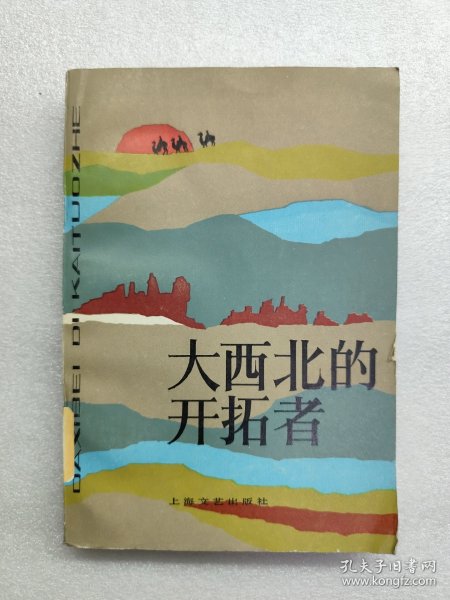 DAXIBEI DI KAITUOZHE
大西北的
开拓者
上海文艺出版社
孔夫子旧书网
www.kongfz.com